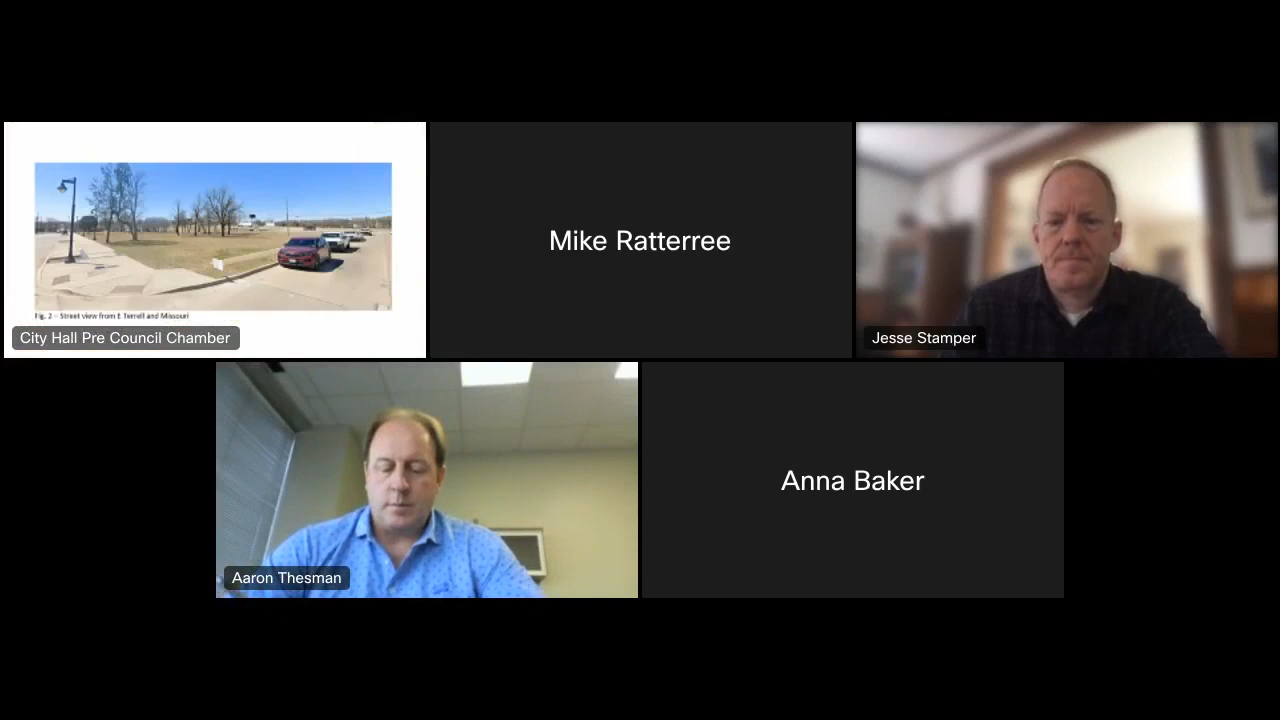 Fig. 2 – Street view from E Terrell and Missouri
City Hall Pre Council Chamber
Mike Ratterree
Jesse Stamper
Aaron Thesman
Anna Baker